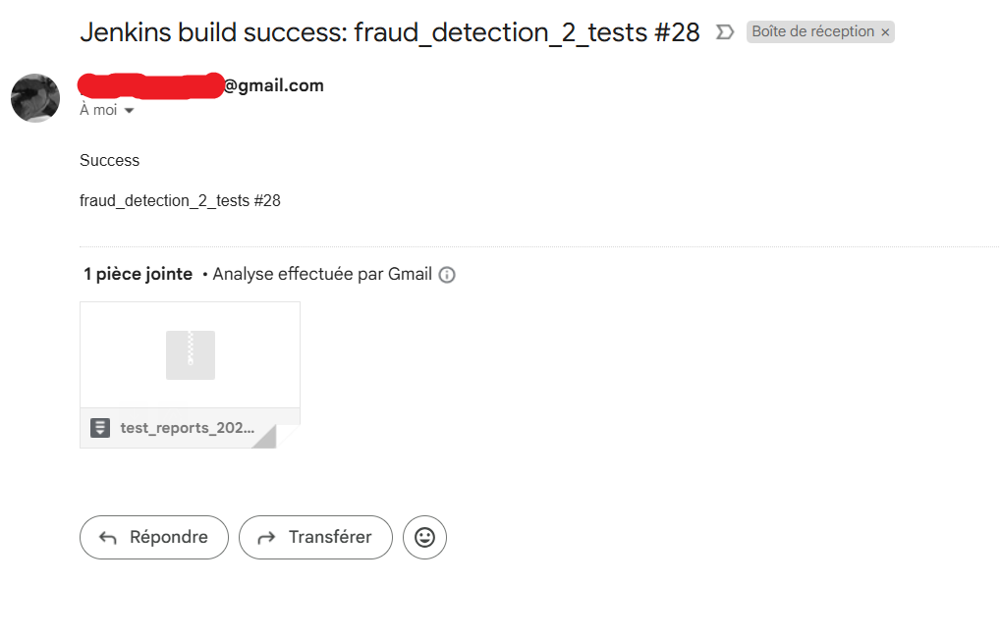 Jenkins build success: fraud_detection_2_tests #28 Boîte de réception ×
@gmail.com
À moi
Success
fraud_detection_2_tests #28
1 pièce jointe • Analyse effectuée par Gmail
test_reports_202...
Répondre Transférer